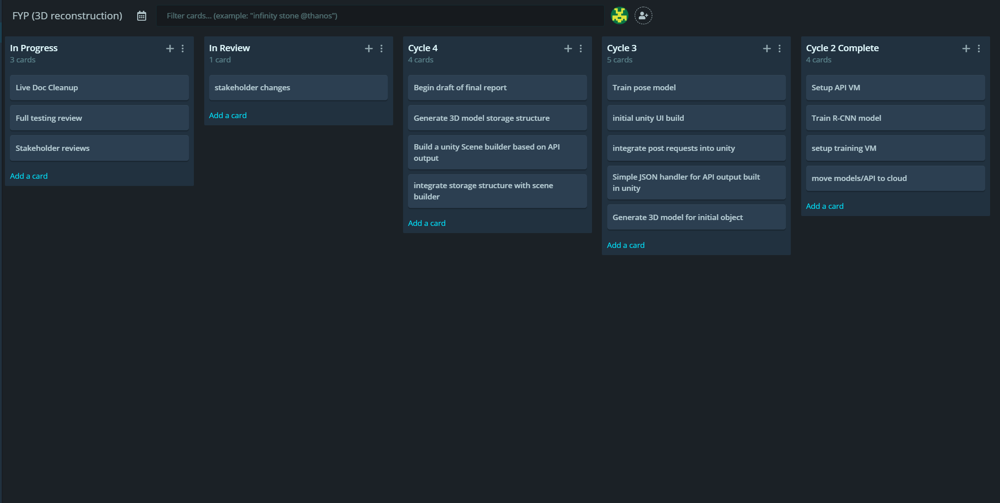 FYP (3D reconstruction)
Filter cards... (example: "infinity stone @thanos")
In Progress
3 cards
Live Doc Cleanup
Full testing review
Stakeholder reviews
Add a card
In Review
1 card
stakeholder changes
Add a card
Cycle 4
4 cards
Begin draft of final report
Generate 3D model storage structure
Build a unity Scene builder based on API
output
integrate storage structure with scene
builder
Add a card
Cycle 3
5 cards
Train pose model
initial unity UI build
integrate post requests into unity
Simple JSON handler for API output built
in unity
Generate 3D model for initial object
Add a card
Cycle 2 Complete
4 cards
Setup API VM
Train R-CNN model
setup training VM
move models/API to cloud
Add a card